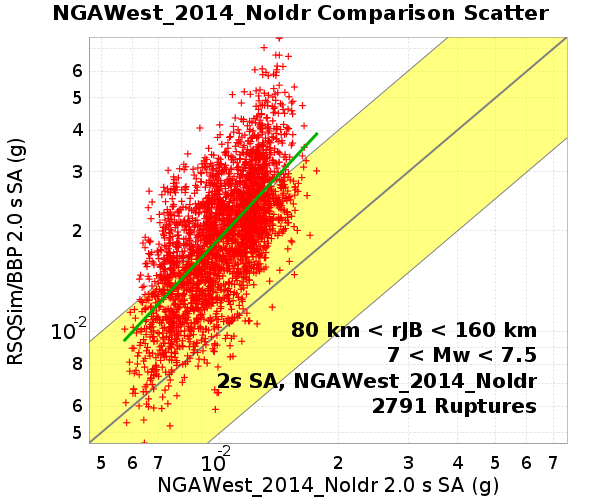 NGAWest_2014_NoIdr Comparison Scatter
RSQSim/BBP 2.0 s SA (g)
6
5
4
3
2
10-2
8
6
5
80 km < rJB < 160 km
7 < Mw < 7.5
2s SA, NGAWest_2014_NoIdr
2791 Ruptures
5 6 7 10-2 2 3 4 5 6 7
NGAWest_2014_NoIdr 2.0 s SA (g)